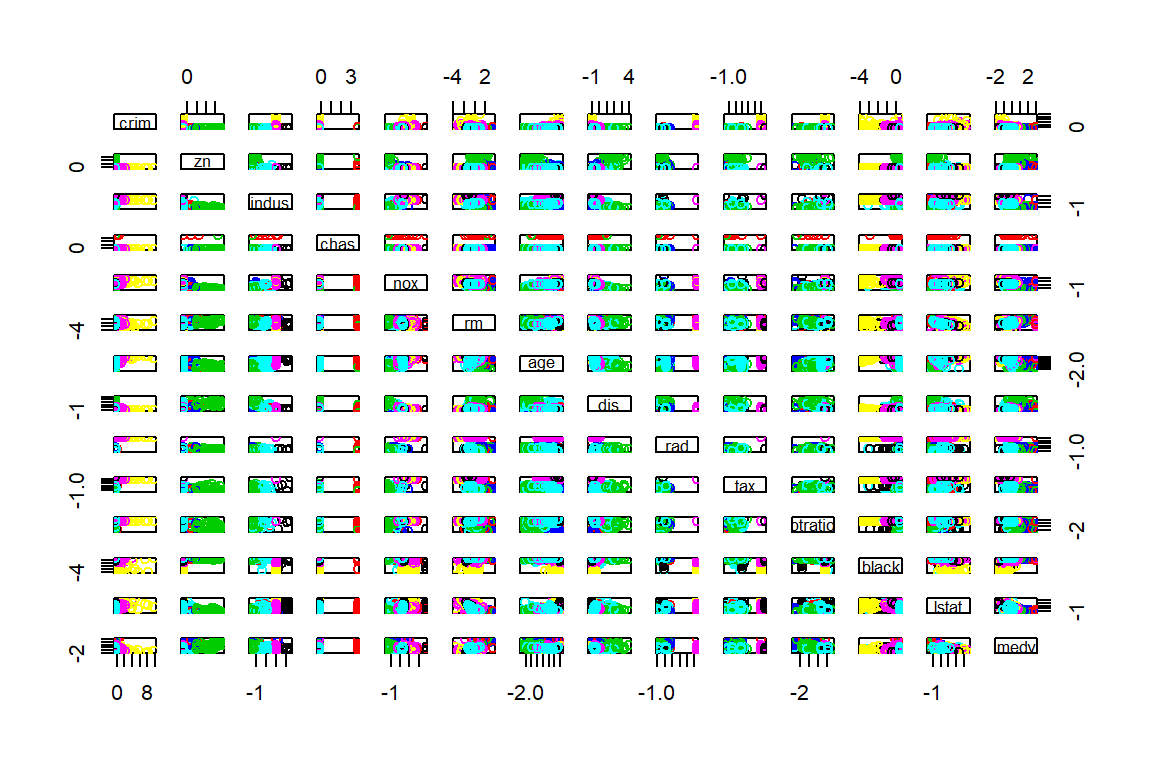 0 0 3 -4 2 -1 4 -1.0 -4 0 -2 2
crim 0
0 zn
indus -1
0 chas
nox -1
-4 rm
age -2.0
-1 dis
rad -1.0
-1.0 tax
ptratio -2
-4 black
lstat -1
-2 medv
0 8 -1 -1 -2.0 -1.0 -2 -1